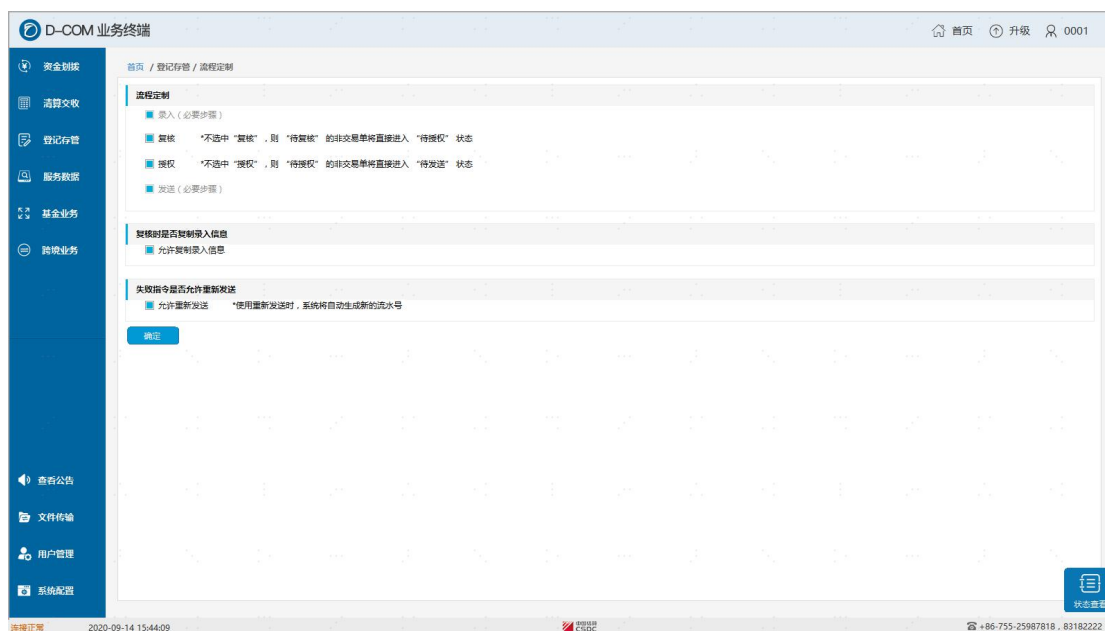 D-COM 业务终端
首页 升级 0001
资金划拨
首页 / 登记存管 / 流程定制
流程定制
清算交收
录入（必要步骤）
登记存管
复核 *不选中“复核”，则“待复核”的非交易单将直接进入“待授权”状态
授权 *不选中“授权”，则“待授权”的非交易单将直接进入“待发送”状态
服务数据
发送（必要步骤）
基金业务
复核时是否复制录入信息
跨境业务
允许复制录入信息
失败指令是否允许重新发送
允许重新发送 *使用重新发送时，系统将自动生成新的流水号
确定
查看公告
文件传输
用户管理
系统配置
状态查看
连接正常 2020-09-14 15:44:09 中国结算 CSDC +86-755-25987818，83182222